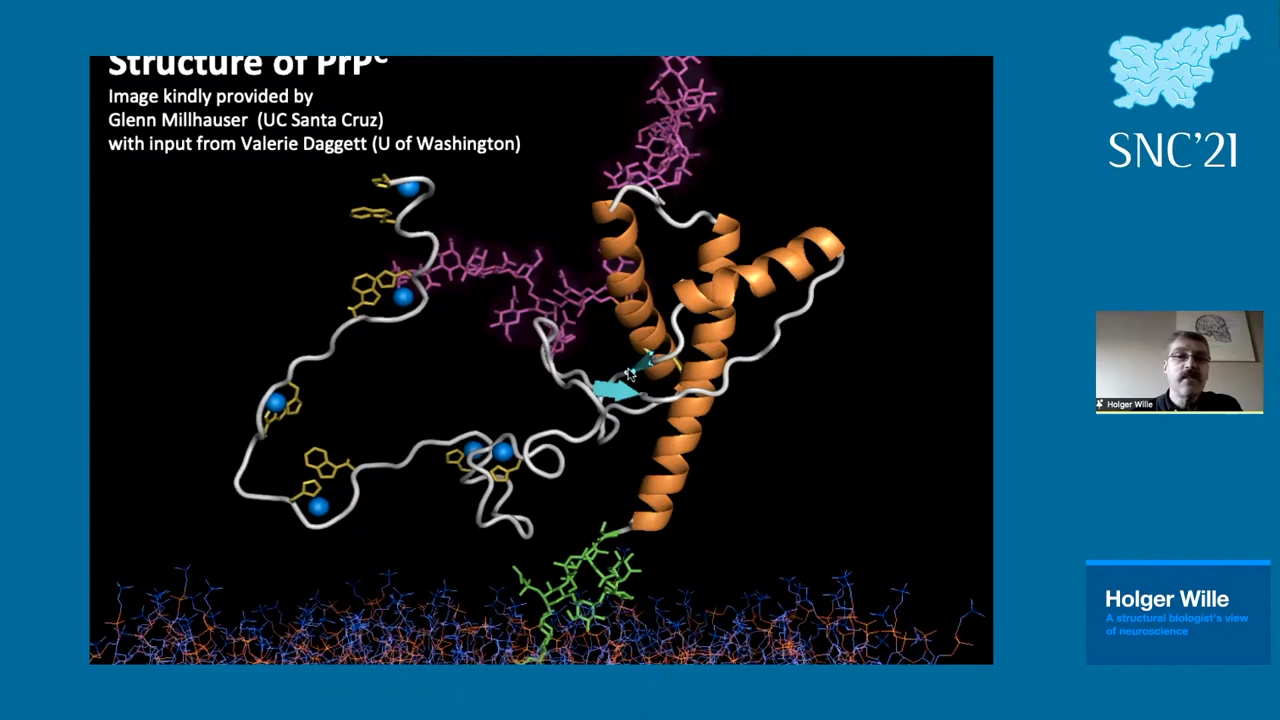 Structure of PrPᶜ
Image kindly provided by
Glenn Millhauser (UC Santa Cruz)
with input from Valerie Daggett (U of Washington)
SNC'21
Holger Wille
Holger Wille
A structural biologist's view
of neuroscience